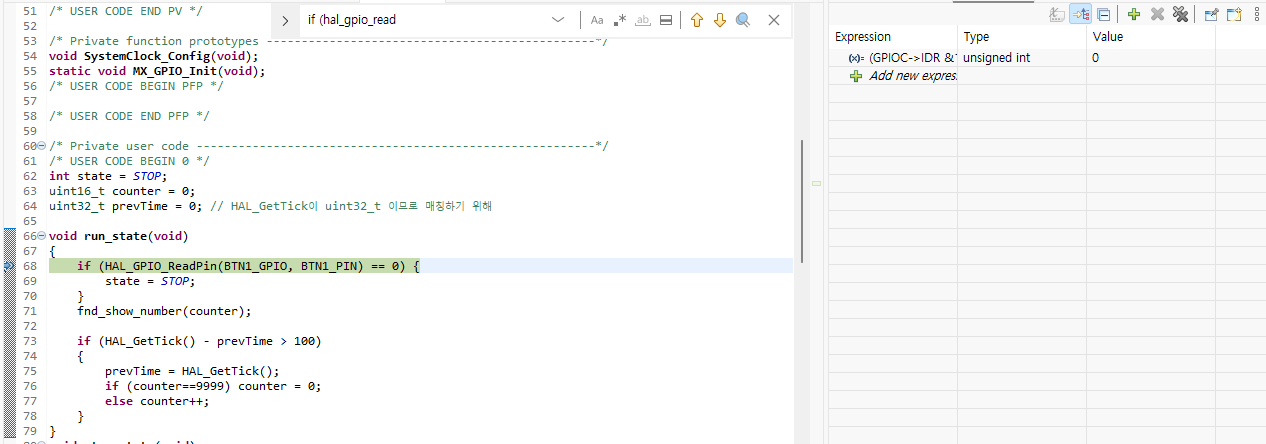 if (hal_gpio_read
Aa .* ab,
51 /* USER CODE END PV */
52
53 /* Private function prototypes -----------------------------------------------*/
54 void SystemClock_Config(void);
55 static void MX_GPIO_Init(void);
56 /* USER CODE BEGIN PFP */
57
58 /* USER CODE END PFP */
59
60 /* Private user code ---------------------------------------------------------*/
61 /* USER CODE BEGIN 0 */
62 int state = STOP;
63 uint16_t counter = 0;
64 uint32_t prevTime = 0; // HAL_GetTick이 uint32_t 이므로 매칭하기 위해
65
66 void run_state(void)
67 {
68 if (HAL_GPIO_ReadPin(BTN1_GPIO, BTN1_PIN) == 0) {
69 state = STOP;
70 }
71 fnd_show_number(counter);
72
73 if (HAL_GetTick() - prevTime > 100)
74 {
75 prevTime = HAL_GetTick();
76 if (counter==9999) counter = 0;
77 else counter++;
78 }
79 }
Expression Type Value
(x)= (GPIOC->IDR & unsigned int 0
Add new expres